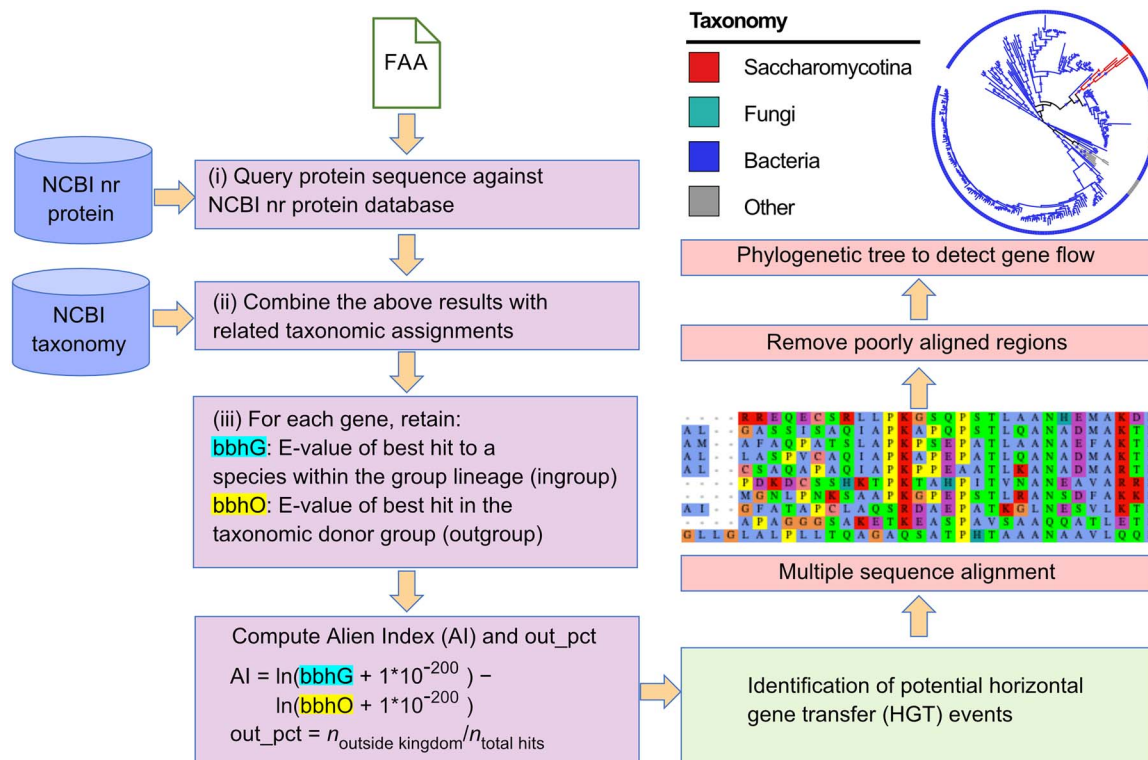 FAA
NCBI nr
protein
(i) Query protein sequence against
NCBI nr protein database
NCBI
taxonomy
(ii) Combine the above results with
related taxonomic assignments
(iii) For each gene, retain:
bbhG: E-value of best hit to a
species within the group lineage (ingroup)
bbhO: E-value of best hit in the
taxonomic donor group (outgroup)
Compute Alien Index (AI) and out_pct
AI = ln(bbhG + 1*10⁻²⁰⁰ ) −
ln(bbhO + 1*10⁻²⁰⁰ )
out_pct = n outside kingdom/n total hits
Identification of potential horizontal
gene transfer (HGT) events
Multiple sequence alignment
- - - - R R E Q E C S R L L P K G S Q P S T L A A N H E M A K D
A L - - G A S S I S A Q I A P K A P Q P S T L Q A N A D M A K T
A M - - A F A Q P A T S L A P K P S E P A T L A A N A E F A K T
A L - - L A S P V C A Q I A P K A P E P A T L Q A N A D M A K T
A L - - C S A Q A P A Q I A P K P P E A A T L K A N A D M A R T
- - - - P D K D C S S H K T P K T A H P I T V N A N E A V A R R
- - - - M G N L P N K S A A P K G P E P S T L R A N S D F A K K
A I - - G F A T A P C L A Q S R D A E P A T K G L N E S V L K T
- - - - A P A G G G S A K E T K E A S P A V S A A Q Q A T L E T
G L L G L A L P L L T Q A G A Q S A T P H T A A A N A A V L Q Q
Remove poorly aligned regions
Phylogenetic tree to detect gene flow
Taxonomy
Saccharomycotina
Fungi
Bacteria
Other